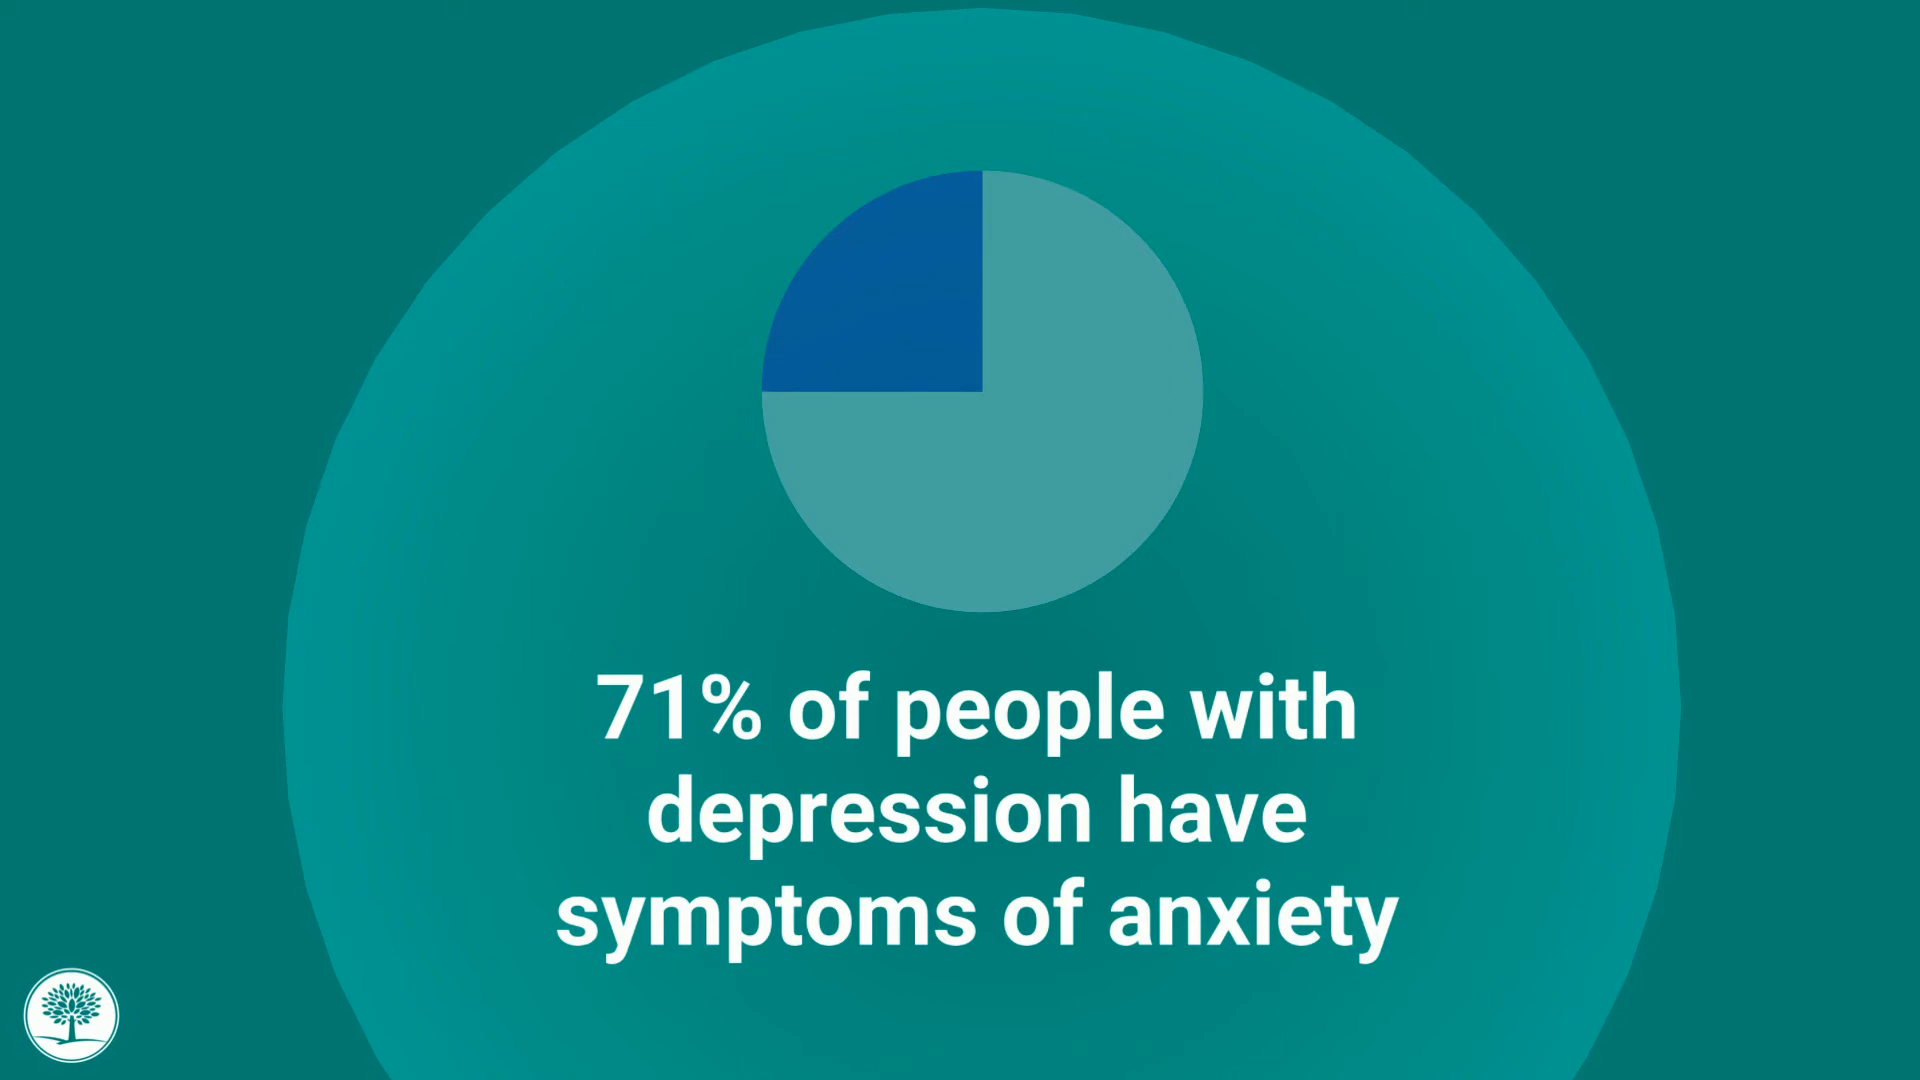 71% of people with
depression have
symptoms of anxiety